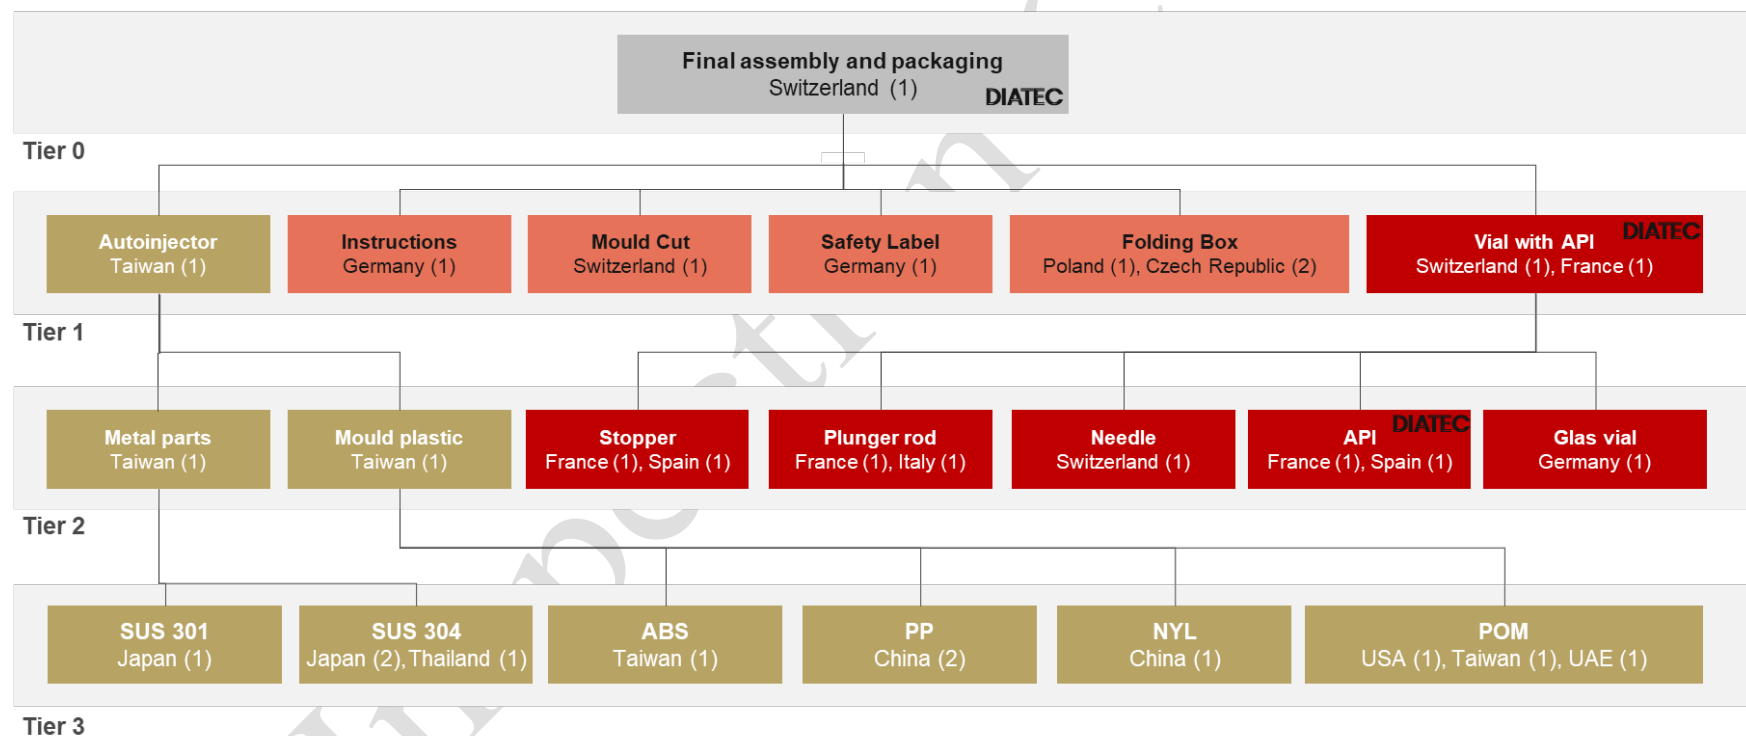 Final assembly and packaging
Switzerland (1)
DIATEC
Tier 0
Autoinjector
Taiwan (1)
Instructions
Germany (1)
Mould Cut
Switzerland (1)
Safety Label
Germany (1)
Folding Box
Poland (1), Czech Republic (2)
DIATEC
Vial with API
Switzerland (1), France (1)
Tier 1
Metal parts
Taiwan (1)
Mould plastic
Taiwan (1)
Stopper
France (1), Spain (1)
Plunger rod
France (1), Italy (1)
Needle
Switzerland (1)
DIATEC
API
France (1), Spain (1)
Glas vial
Germany (1)
Tier 2
SUS 301
Japan (1)
SUS 304
Japan (2),Thailand (1)
ABS
Taiwan (1)
PP
China (2)
NYL
China (1)
POM
USA (1), Taiwan (1), UAE (1)
Tier 3